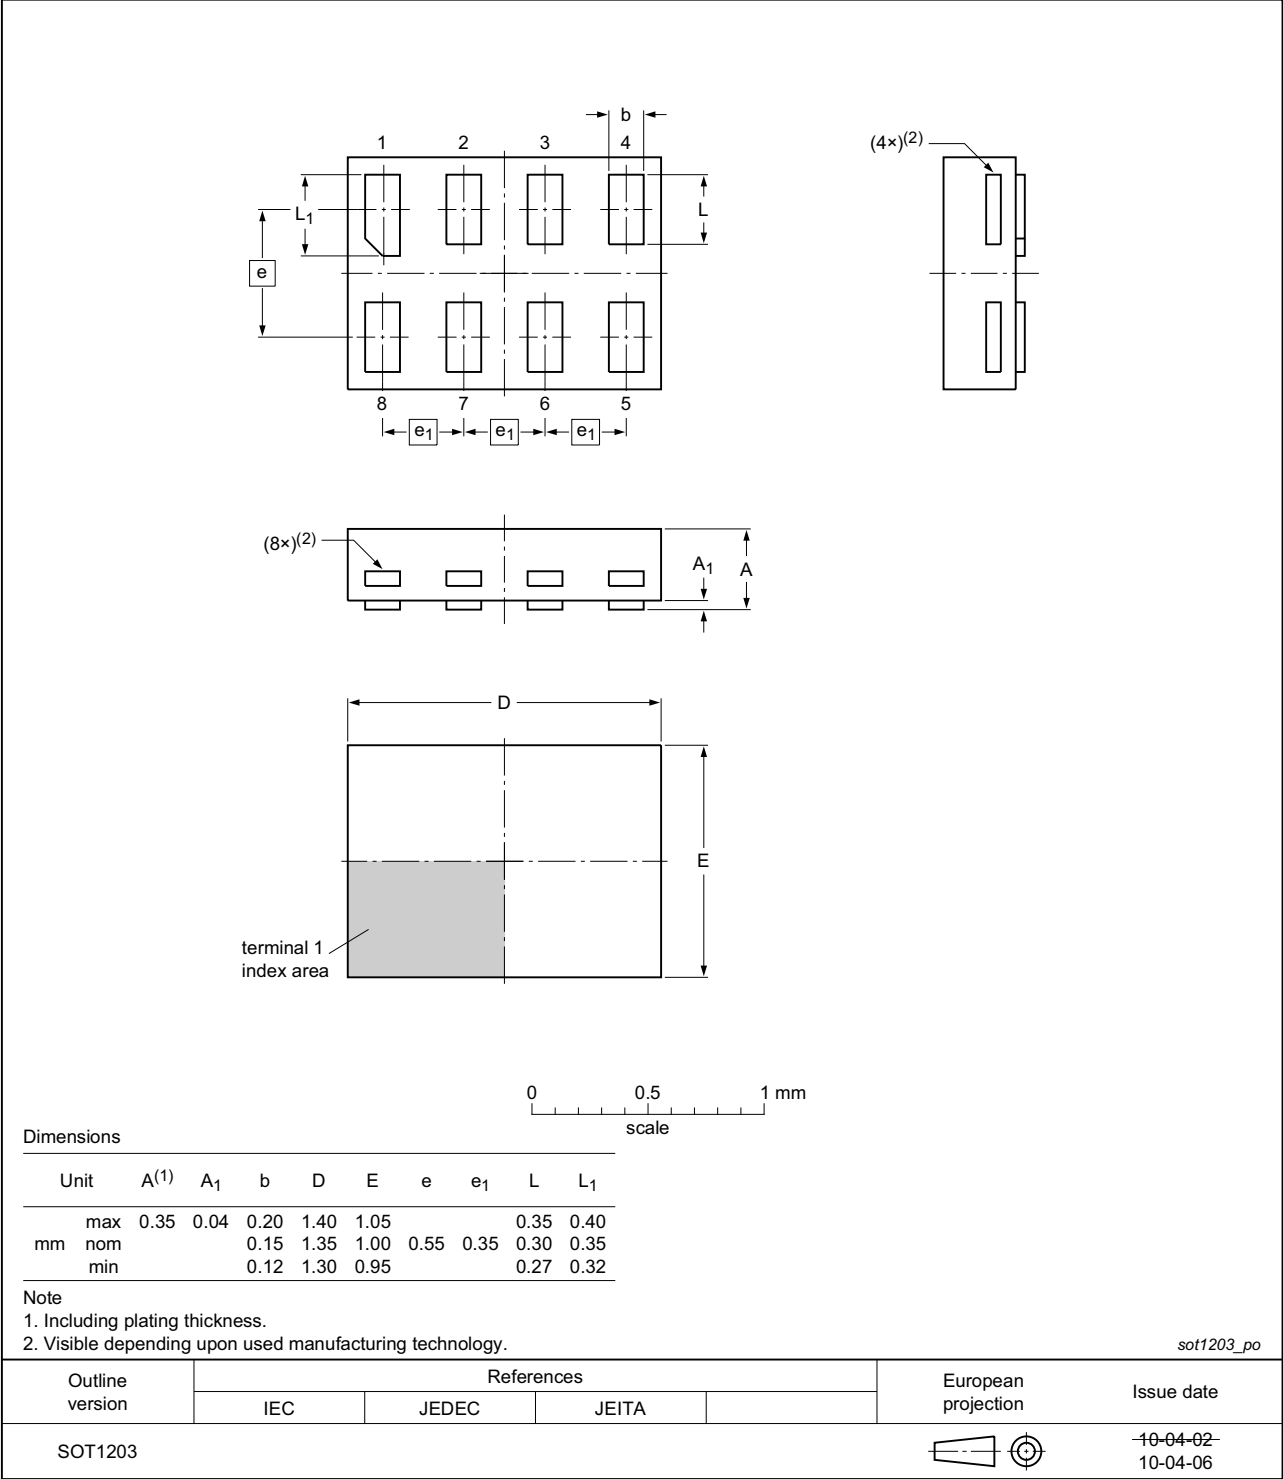 b
1 2 3 4
(4×)(2)
L1
L
e
8 7 6 5
e1 e1 e1
(8×)(2)
A1
A
D
E
terminal 1
index area
0 0.5 1 mm
scale
Dimensions
Unit A(1) A1 b D E e e1 L L1
max 0.35 0.04 0.20 1.40 1.05 0.35 0.40
mm nom 0.15 1.35 1.00 0.55 0.35 0.30 0.35
min 0.12 1.30 0.95 0.27 0.32
Note
1. Including plating thickness.
2. Visible depending upon used manufacturing technology.
sot1203_po
Outline version
References
IEC JEDEC JEITA
European projection
Issue date
SOT1203
10-04-02
10-04-06